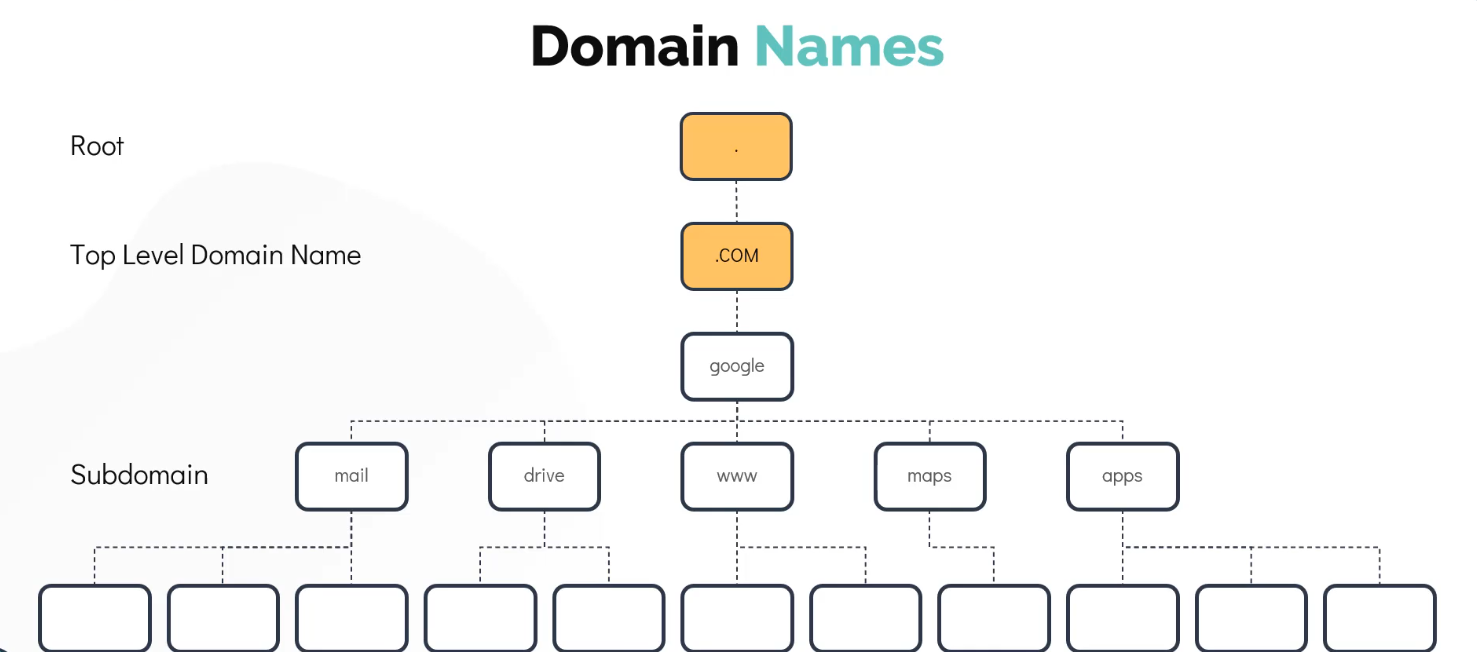 Domain Names
Root
.
Top Level Domain Name
.COM
google
Subdomain
mail
drive
www
maps
apps